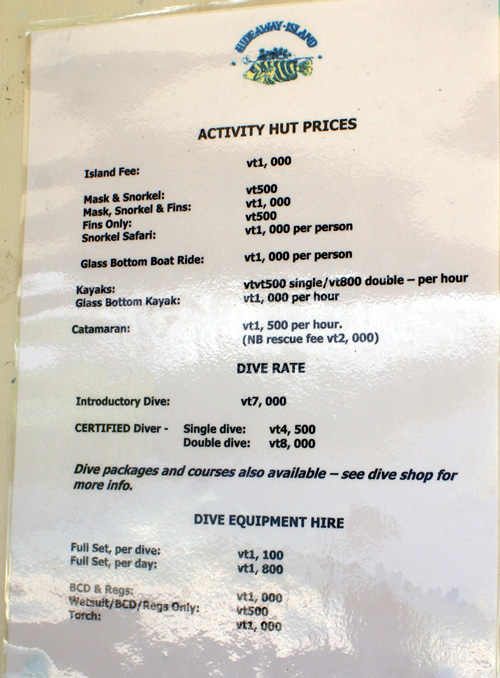 HIDEAWAY-ISLAND
ACTIVITY HUT PRICES
Island Fee: vt1, 000
Mask & Snorkel: vt500
Mask, Snorkel & Fins: vt1, 000
Fins Only: vt500
Snorkel Safari: vt1, 000 per person
Glass Bottom Boat Ride: vt1, 000 per person
Kayaks: vtvt500 single/vt800 double – per hour
Glass Bottom Kayak: vt1, 000 per hour
Catamaran: vt1, 500 per hour.
(NB rescue fee vt2, 000)
DIVE RATE
Introductory Dive: vt7, 000
CERTIFIED Diver - Single dive: vt4, 500
Double dive: vt8, 000
Dive packages and courses also available – see dive shop for
more info.
DIVE EQUIPMENT HIRE
Full Set, per dive: vt1, 100
Full Set, per day: vt1, 800
BCD & Regs: vt1, 000
Wetsuit/BCD/Regs Only: vt500
Torch: vt1, 000